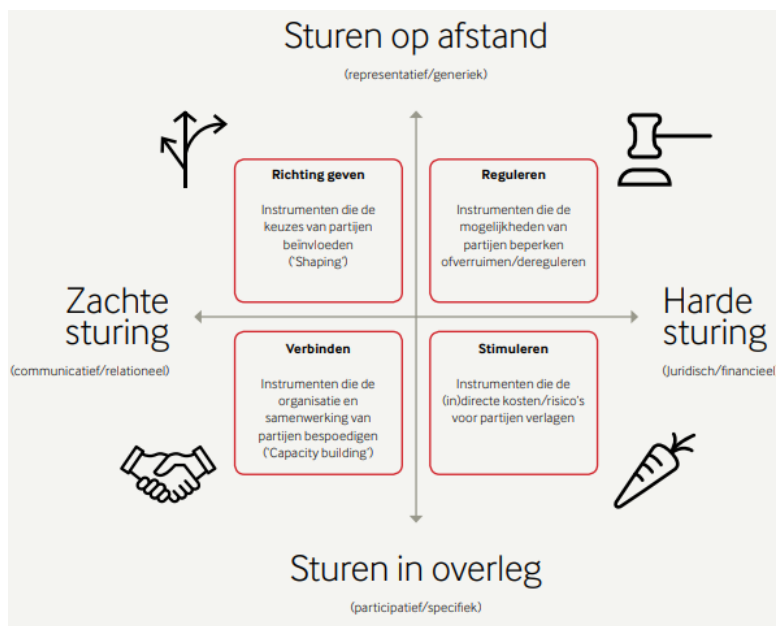 Sturen op afstand
(representatief/generiek)
Richting geven
Instrumenten die de
keuzes van partijen
beïnvloeden
('Shaping')
Reguleren
Instrumenten die de
mogelijkheden van
partijen beperken
ofverruimen/dereguleren
Zachte
sturing
(communicatief/relationeel)
Harde
sturing
(Juridisch/financieel
Verbinden
Instrumenten die de
organisatie en
samenwerking van
partijen bespoedigen
('Capacity building')
Stimuleren
Instrumenten die de
(in)directe kosten/risico's
voor partijen verlagen
Sturen in overleg
(participatief/specifiek)